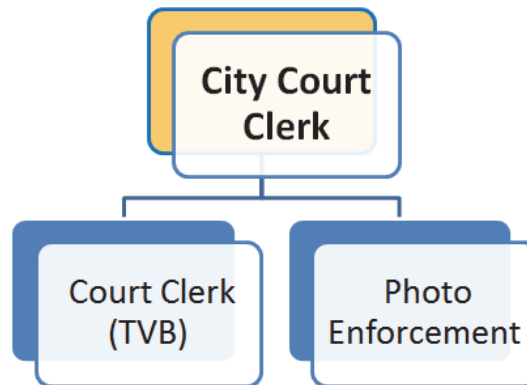 City Court
Clerk
Court Clerk
(TVB)
Photo
Enforcement